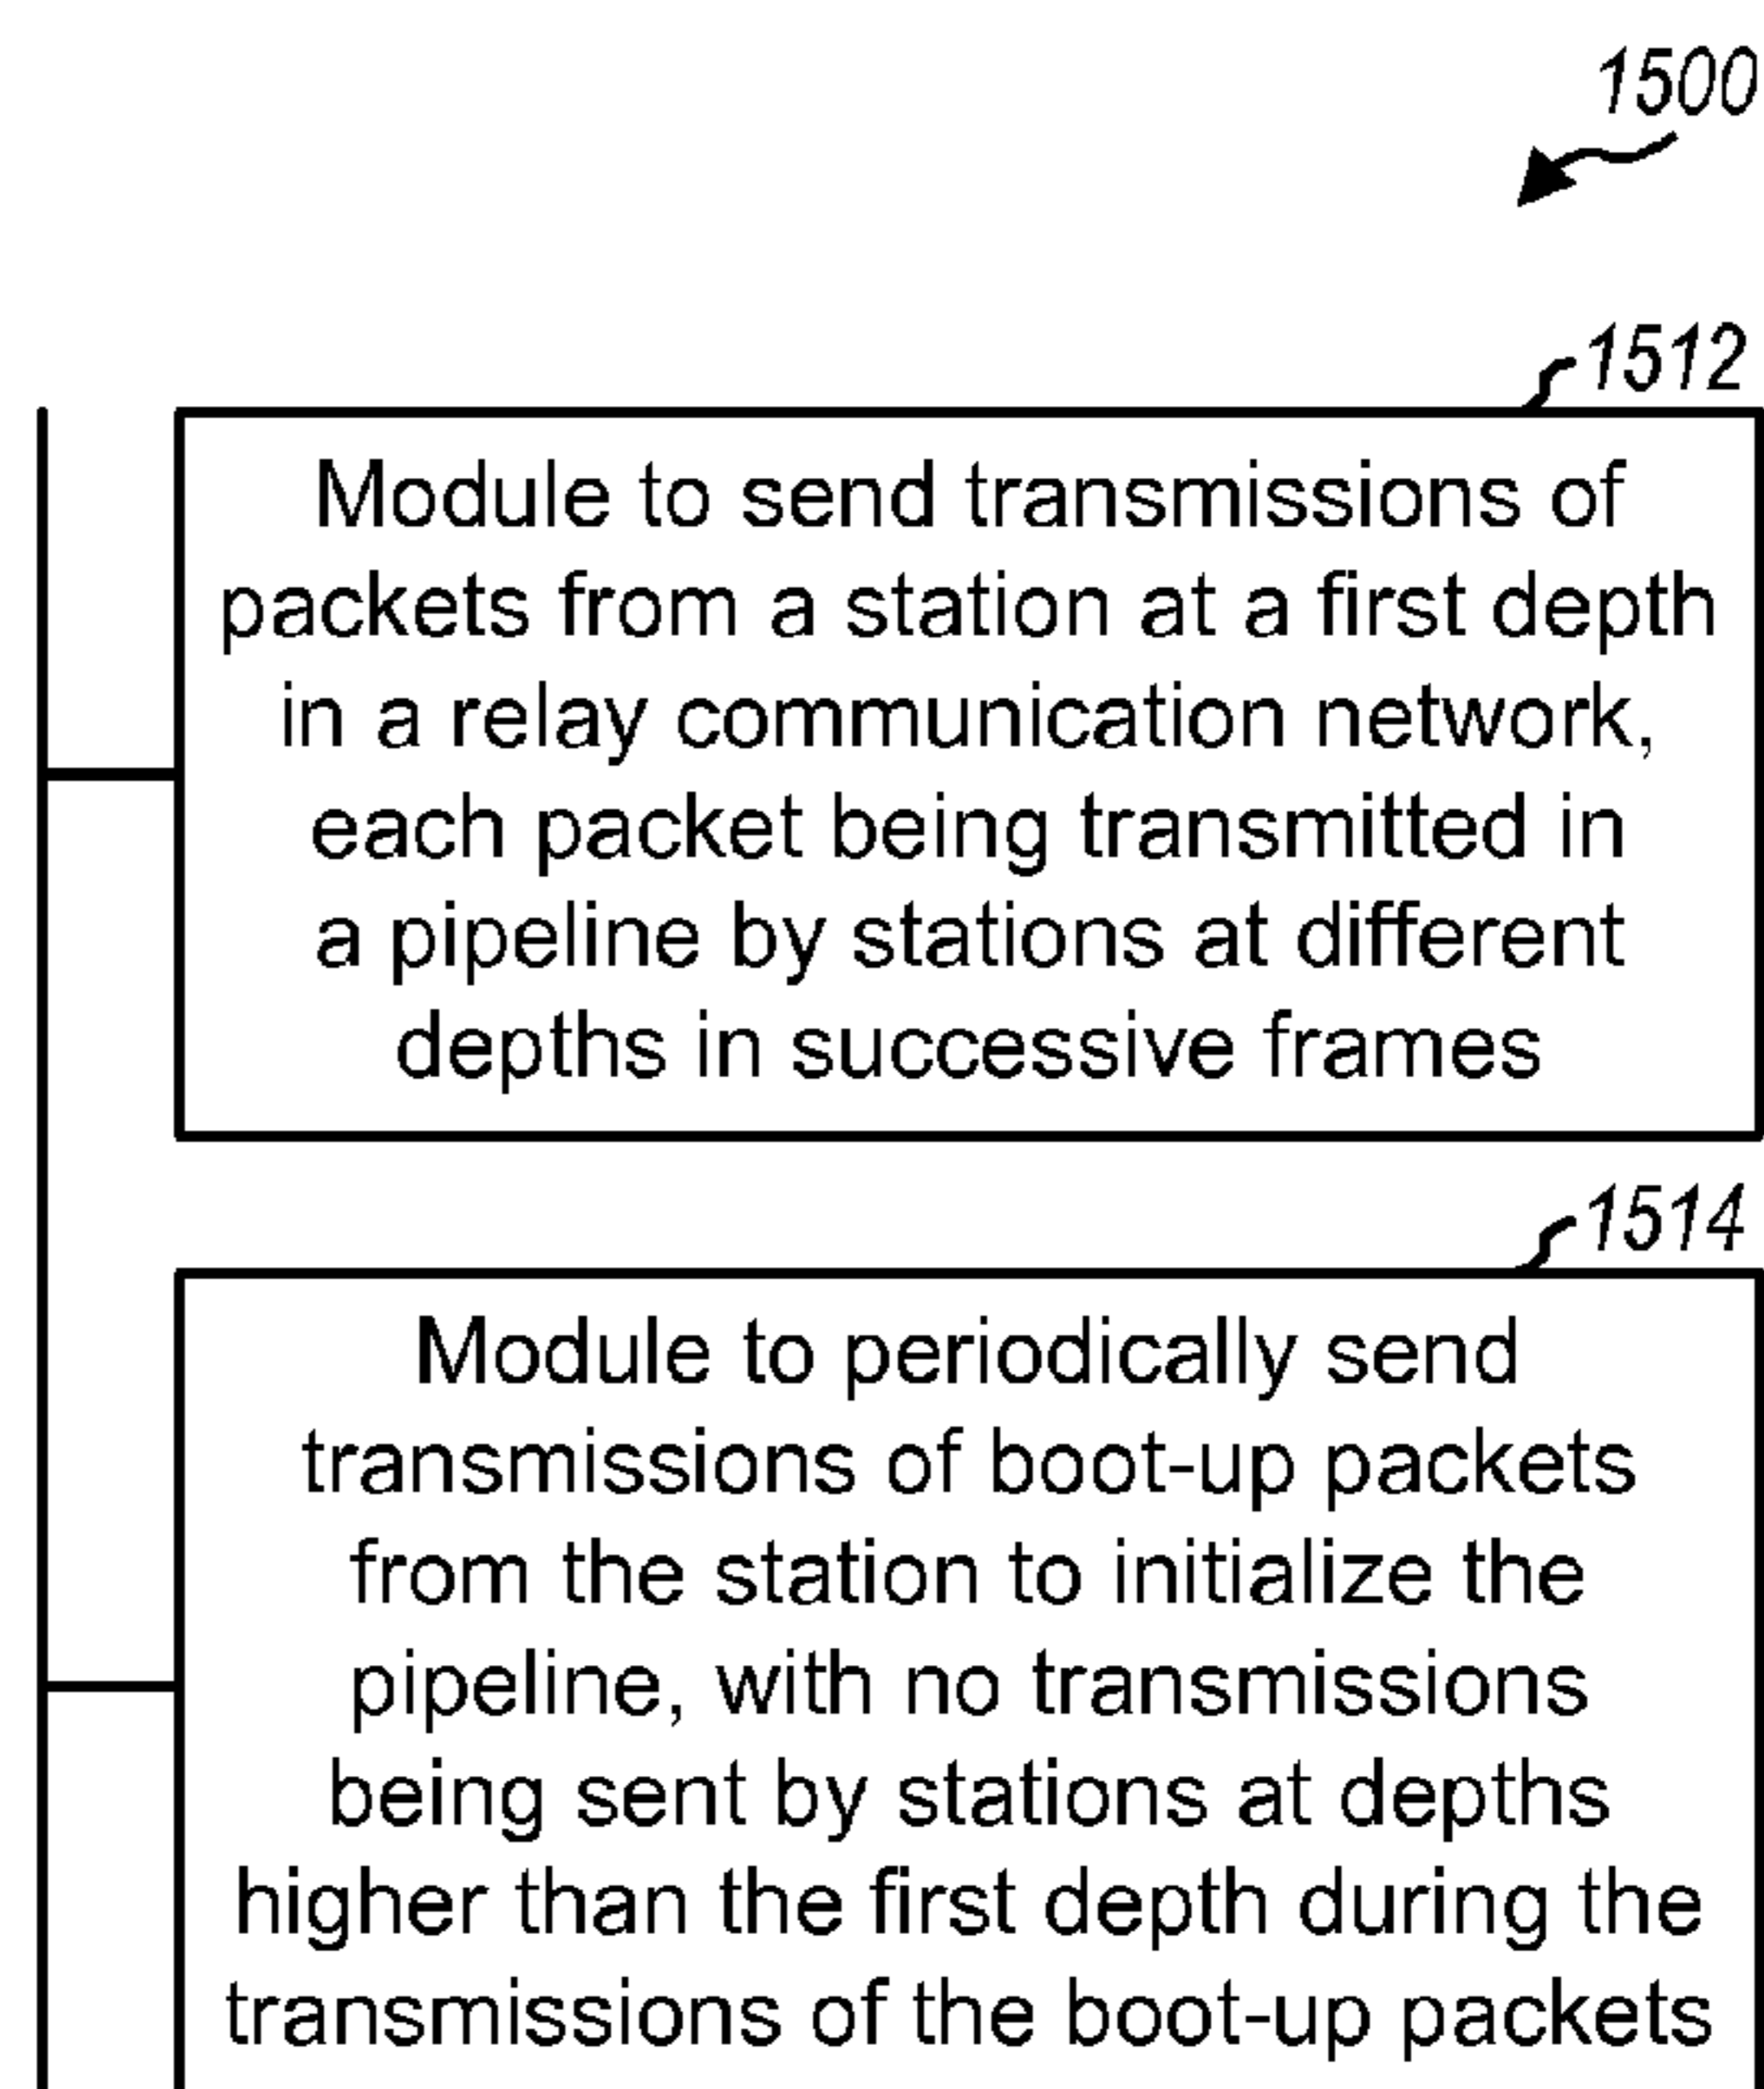 1500
1512
Module to send transmissions of
packets from a station at a first depth
in a relay communication network,
each packet being transmitted in
a pipeline by stations at different
depths in successive frames
1514
Module to periodically send
transmissions of boot-up packets
from the station to initialize the
pipeline, with no transmissions
being sent by stations at depths
higher than the first depth during the
transmissions of the boot-up packets